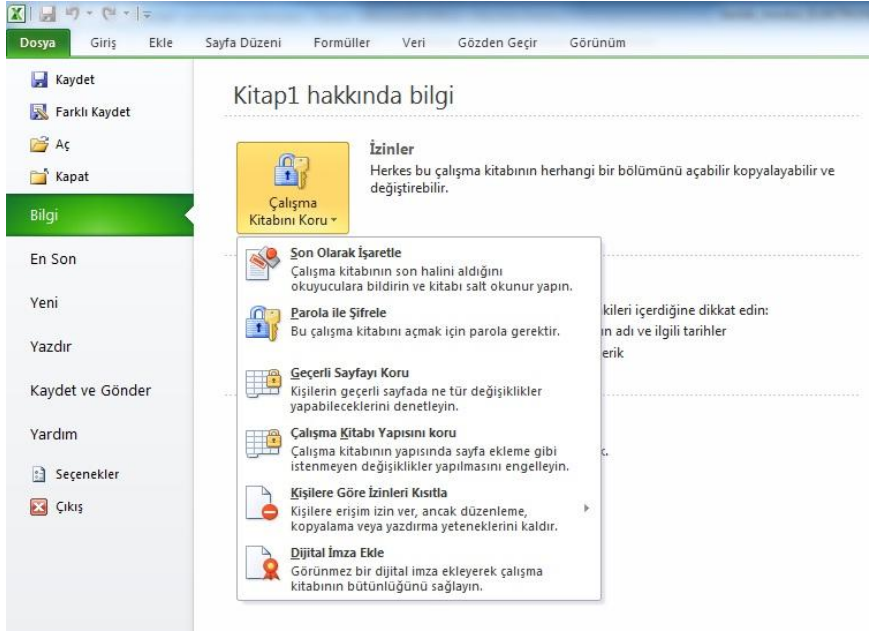 Dosya Giriş Ekle Sayfa Düzeni Formüller Veri Gözden Geçir Görünüm
Kaydet
Farklı Kaydet
Aç
Kapat
Bilgi
En Son
Yeni
Yazdır
Kaydet ve Gönder
Yardım
Seçenekler
Çıkış
Kitap1 hakkında bilgi
Çalışma
Kitabını Koru
İzinler
Herkes bu çalışma kitabının herhangi bir bölümünü açabilir kopyalayabilir ve
değiştirebilir.
Son Olarak İşaretle
Çalışma kitabının son halini aldığını
okuyuculara bildirin ve kitabı salt okunur yapın.
Parola ile Şifrele
Bu çalışma kitabını açmak için parola gerektir.
Geçerli Sayfayı Koru
Kişilerin geçerli sayfada ne tür değişiklikler
yapabileceklerini denetleyin.
Çalışma Kitabı Yapısını koru
Çalışma kitabının yapısında sayfa ekleme gibi
istenmeyen değişiklikler yapılmasını engelleyin.
Kişilere Göre İzinleri Kısıtla
Kişilere erişim izin ver, ancak düzenleme,
kopyalama veya yazdırma yeteneklerini kaldır.
Dijital İmza Ekle
Görünmez bir dijital imza ekleyerek çalışma
kitabının bütünlüğünü sağlayın.
kileri içerdiğine dikkat edin:
ın adı ve ilgili tarihler
erik